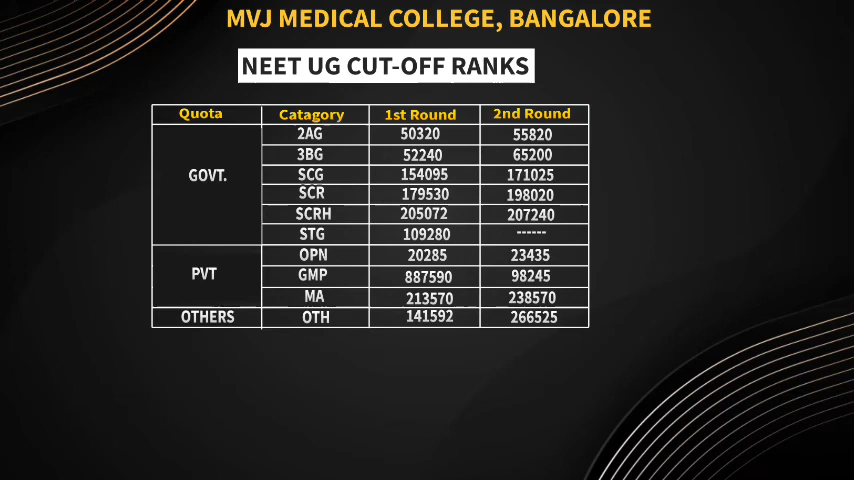 MVJ MEDICAL COLLEGE, BANGALORE
NEET UG CUT-OFF RANKS
Quota Catagory 1st Round 2nd Round
GOVT. 2AG 50320 55820
3BG 52240 65200
SCG 154095 171025
SCR 179530 198020
SCRH 205072 207240
STG 109280 ------
PVT OPN 20285 23435
GMP 887590 98245
MA 213570 238570
OTHERS OTH 141592 266525